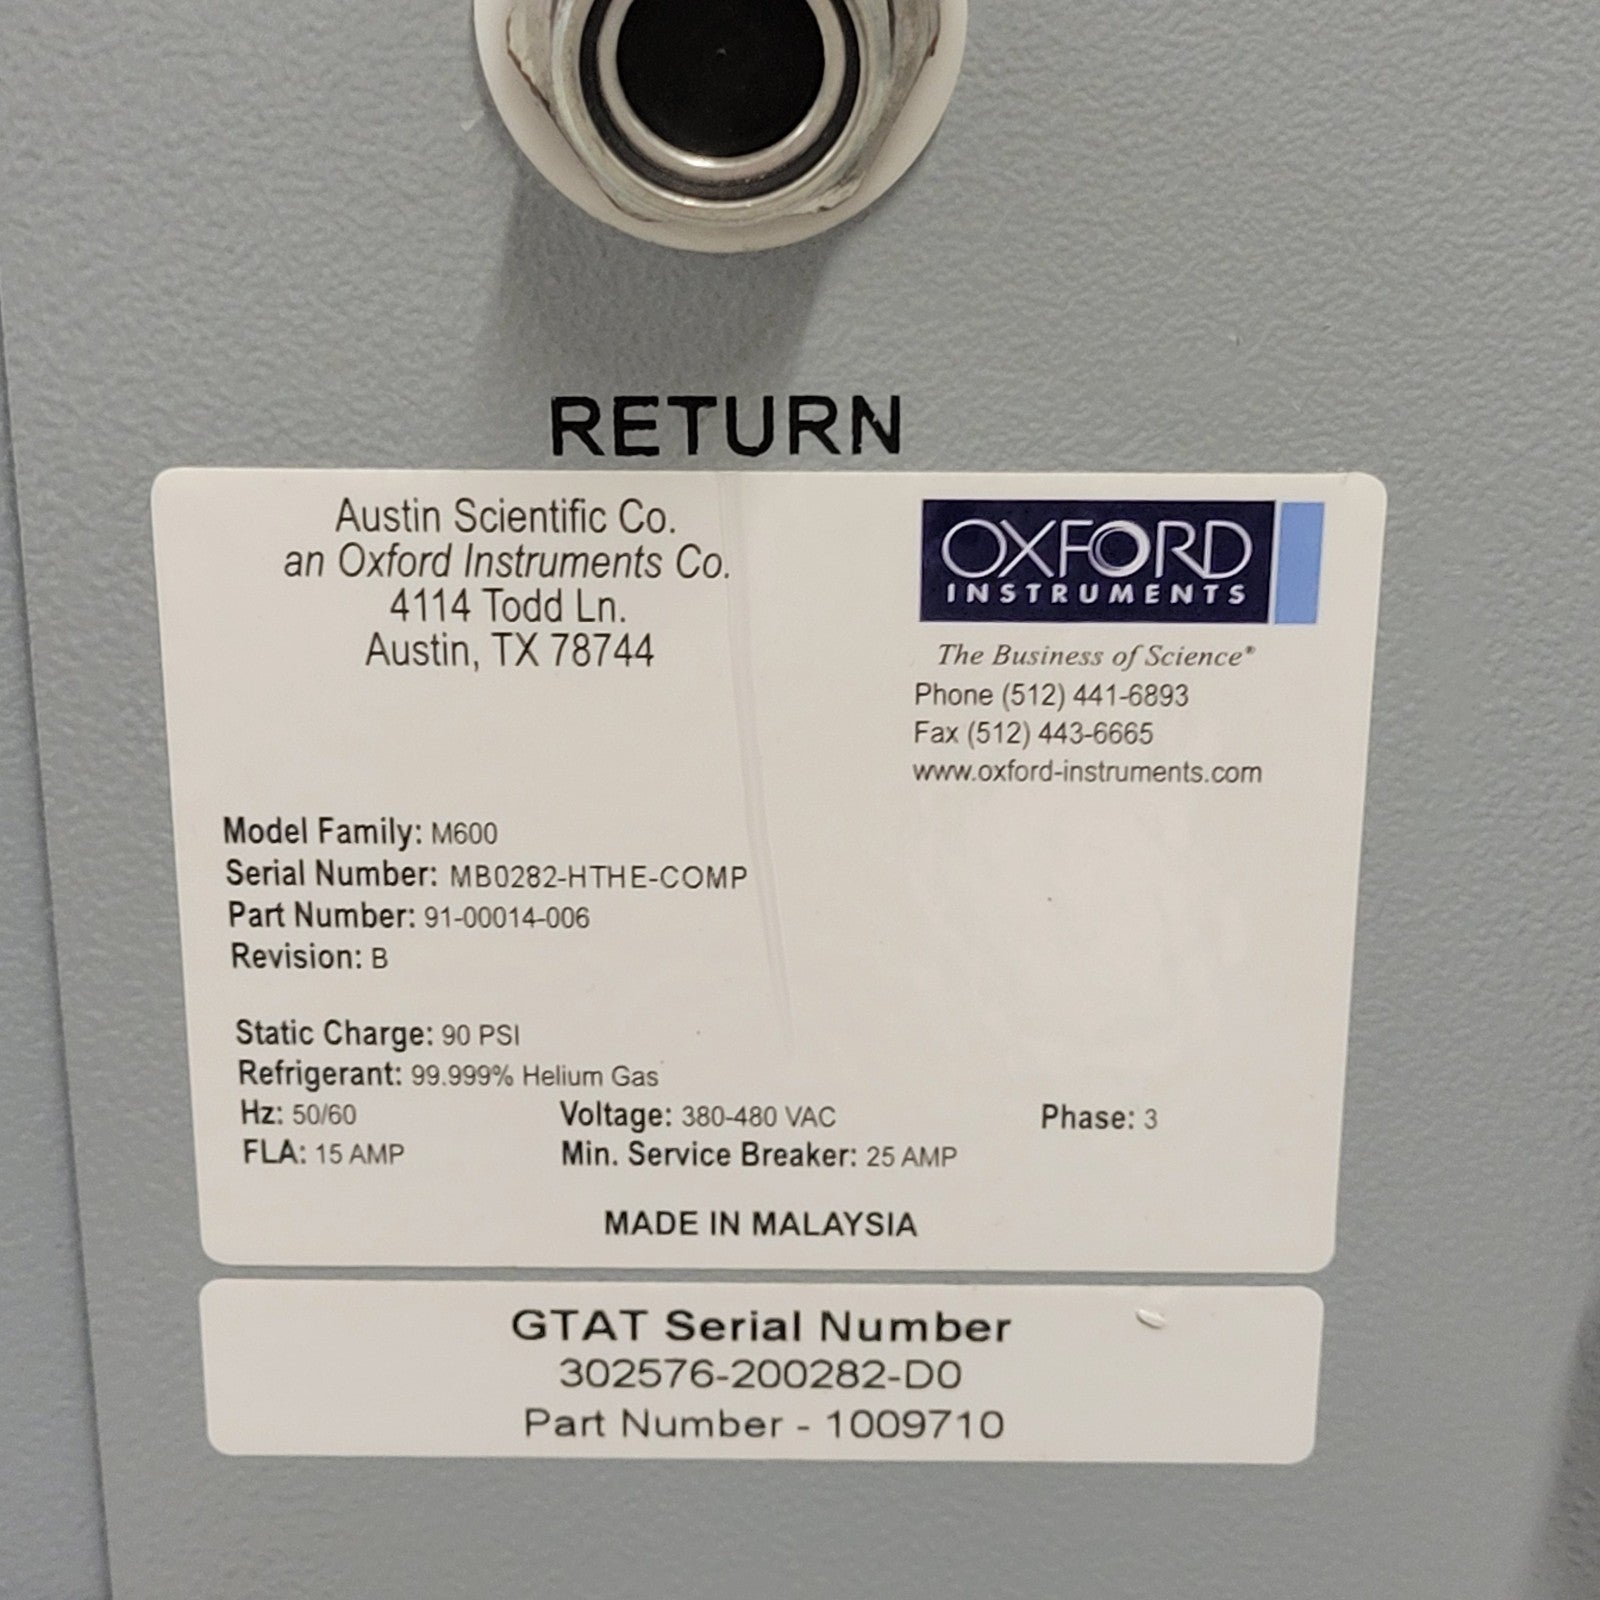 RETURN
Austin Scientific Co.
an Oxford Instruments Co.
4114 Todd Ln.
Austin, TX 78744
OXFORD
INSTRUMENTS
The Business of Science®
Phone (512) 441-6893
Fax (512) 443-6665
www.oxford-instruments.com
Model Family: M600
Serial Number: MB0282-HTHE-COMP
Part Number: 91-00014-006
Revision: B
Static Charge: 90 PSI
Refrigerant: 99.999% Helium Gas
Hz: 50/60 Voltage: 380-480 VAC Phase: 3
FLA: 15 AMP Min. Service Breaker: 25 AMP
MADE IN MALAYSIA
GTAT Serial Number
302576-200282-D0
Part Number - 1009710